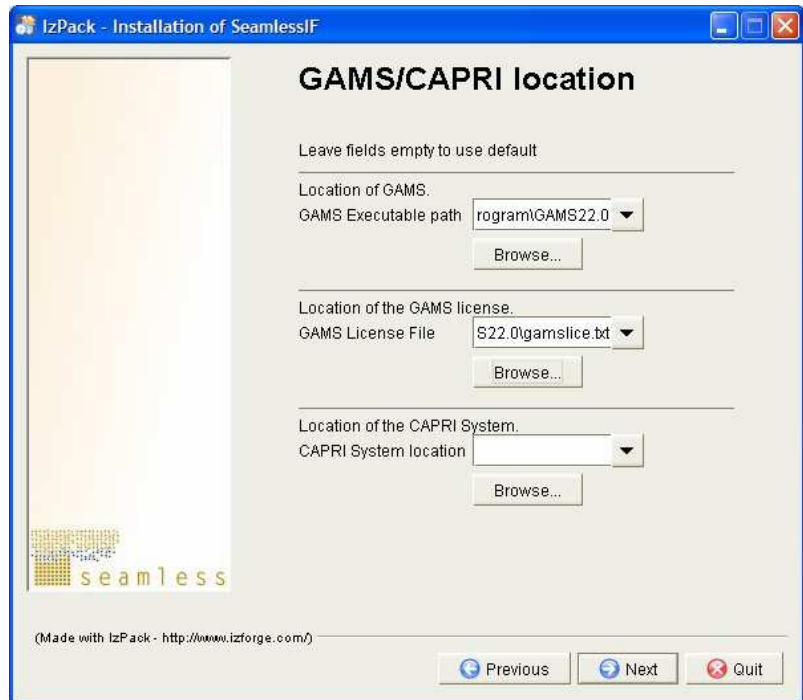 IzPack - Installation of SeamlessIF
GAMS/CAPRI location
Leave fields empty to use default
Location of GAMS.
GAMS Executable path rogram\GAMS22.0
Browse...
Location of the GAMS license.
GAMS License File S22.0\gamslice.txt
Browse...
Location of the CAPRI System.
CAPRI System location
Browse...
seamless
(Made with IzPack - http://www.izforge.com/)
Previous Next Quit